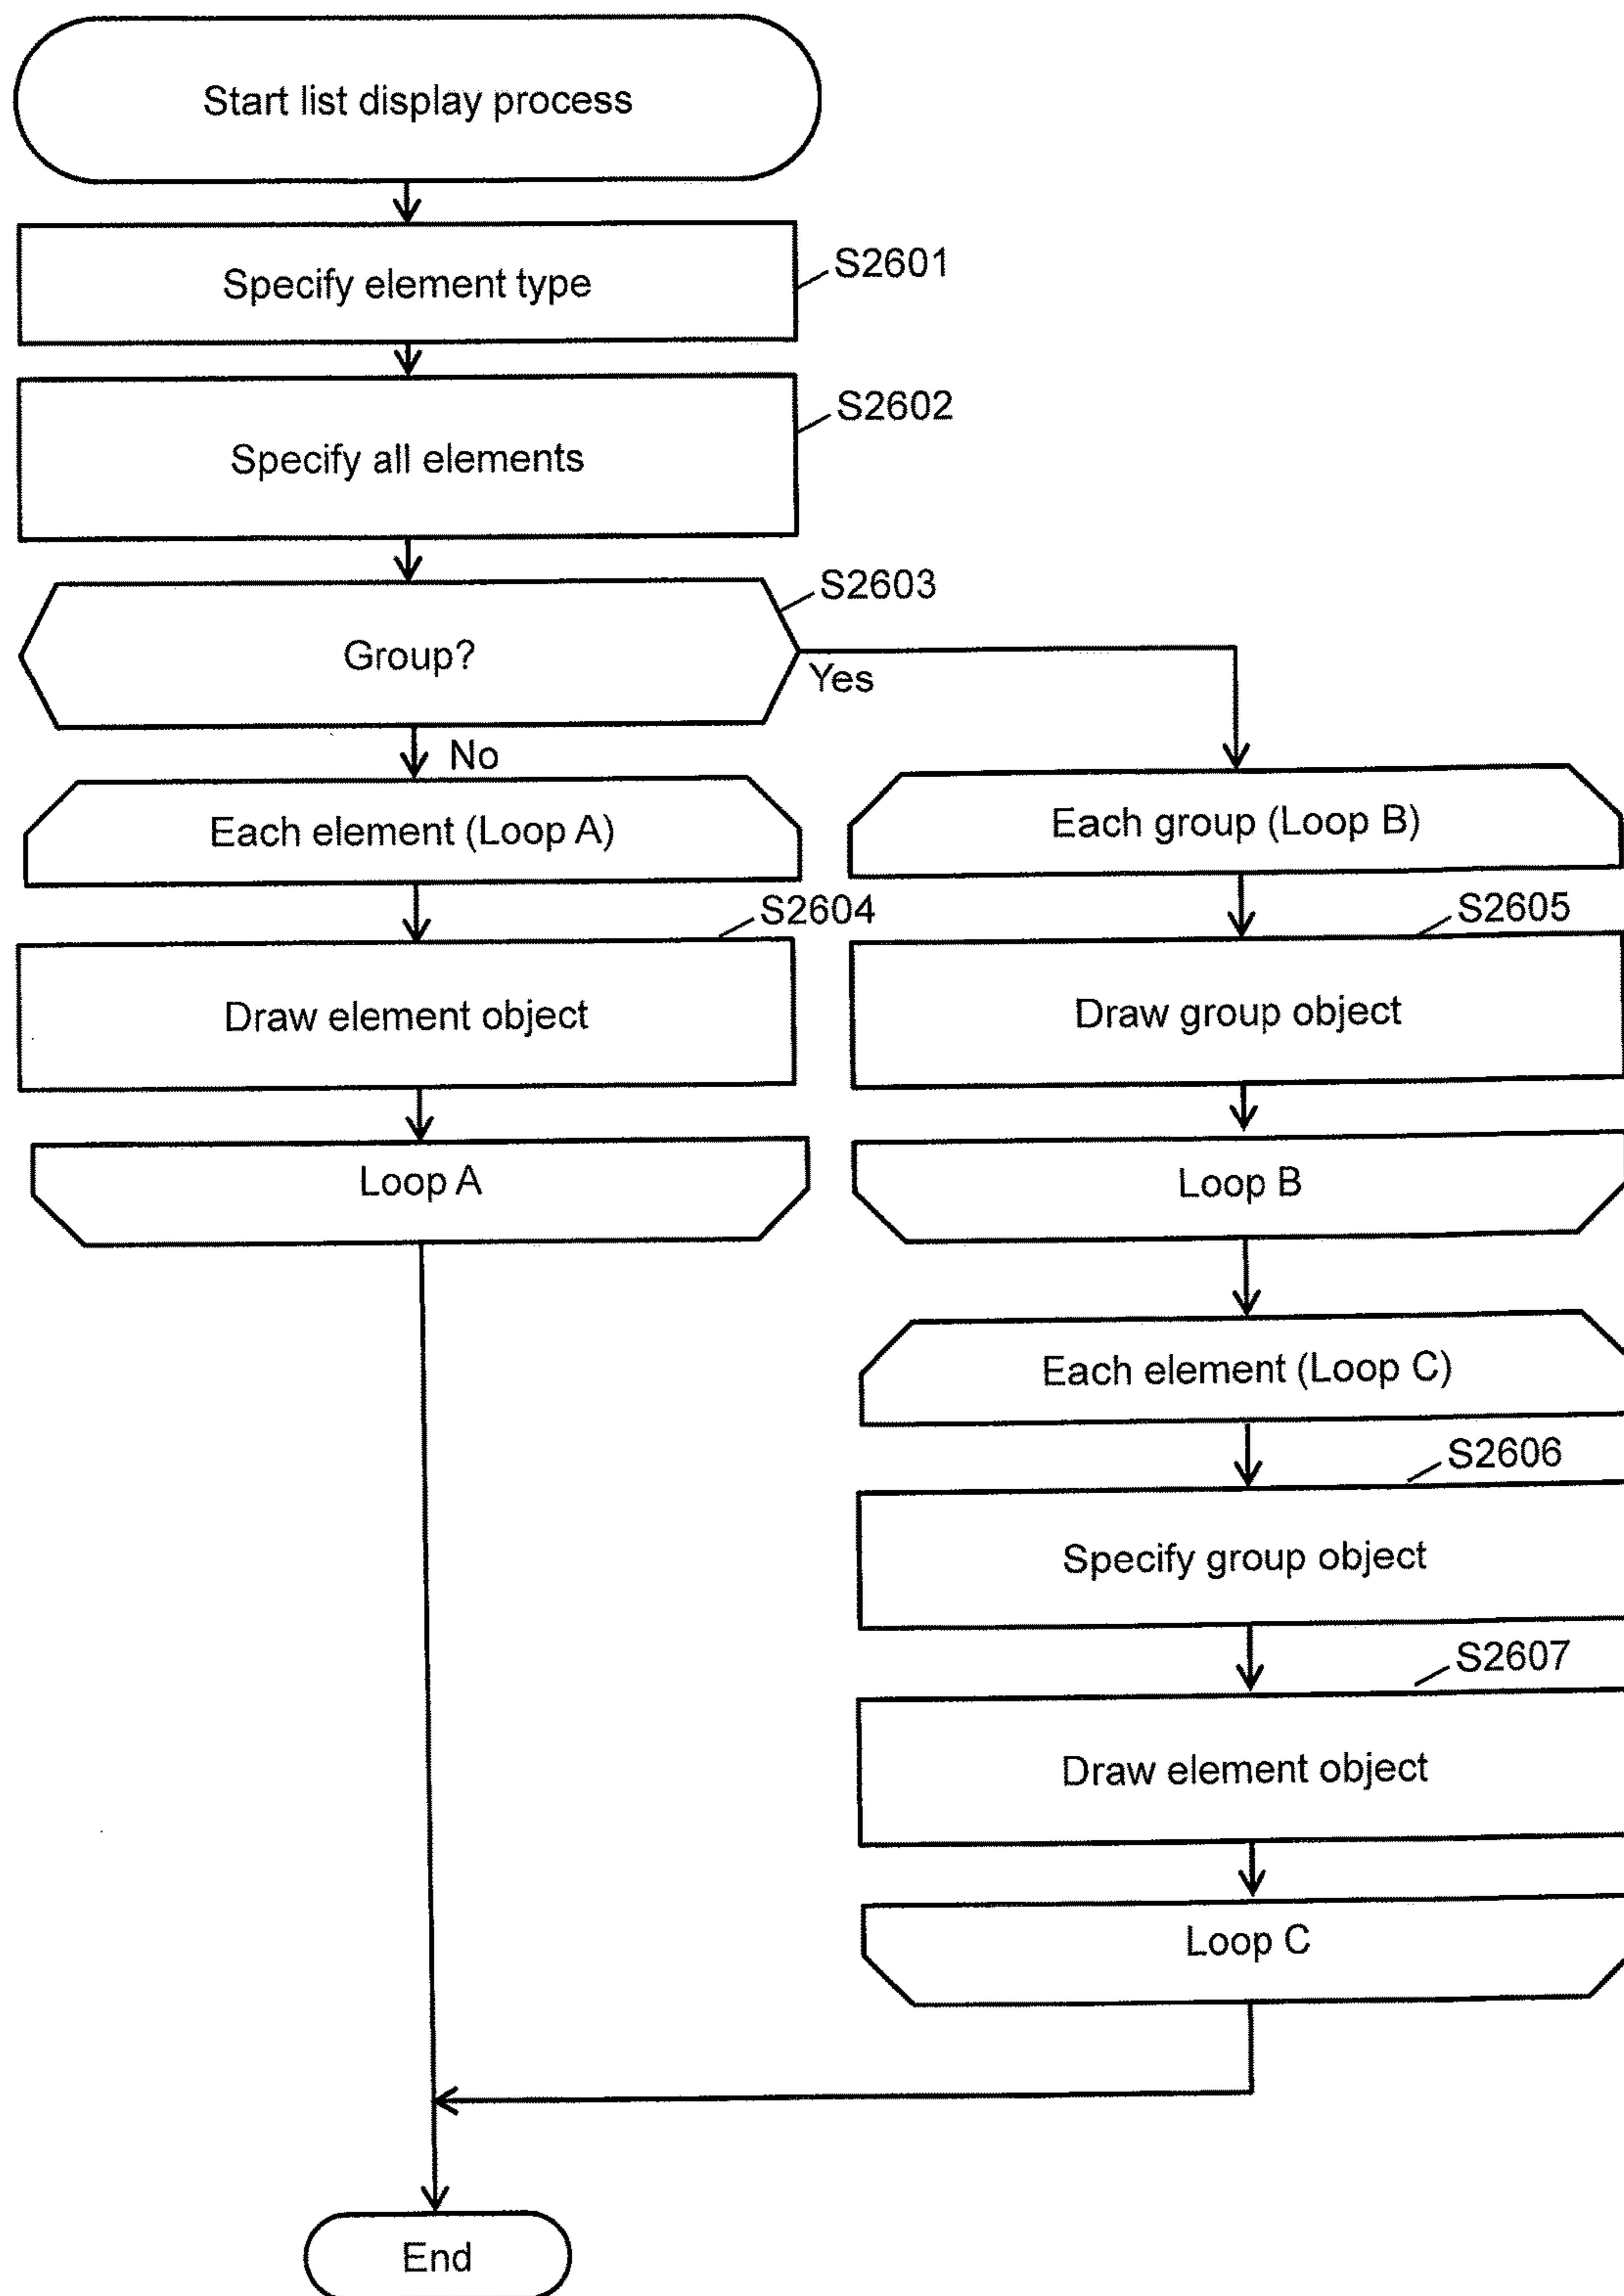 Start list display process
Specify element type
S2601
Specify all elements
S2602
Group?
S2603
Yes
No
Each element (Loop A)
S2604
Draw element object
Loop A
Each group (Loop B)
S2605
Draw group object
Loop B
Each element (Loop C)
S2606
Specify group object
S2607
Draw element object
Loop C
End